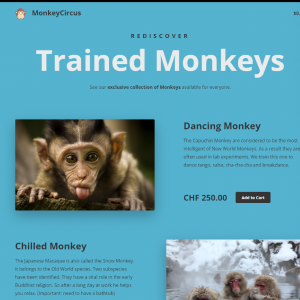 MonkeyCircus
REDISCOVER
Trained Monkeys
See our exclusive collection of Monkeys available for everyone.
Dancing Monkey
The Capuchin Monkey are considered to be the most
intelligent of New World Monkeys. As a result they are
often used in lab experiments. We train this one to
dance tango, salsa, cha-cha-cha and breakdance.
CHF 250.00
Add to Cart
Chilled Monkey
The Japanese Macaque is also called the Snow Monkey.
It belongs to the Old World species. Two subspecies
have been identified. They have a vital role in the early
Buddhist religion. So after a long day at work he helps
you relax. (Important: need to have a bathtub)